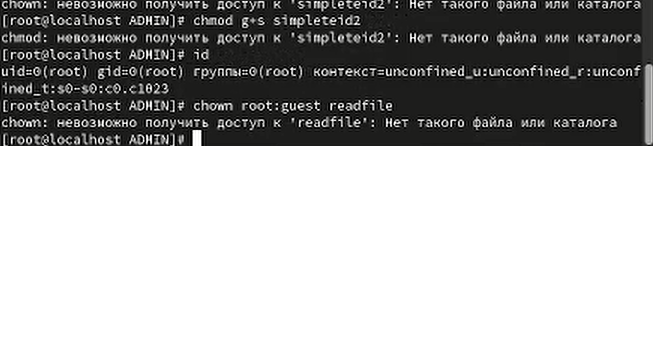 chown: невозможно получить доступ к 'simpleteid2': Нет такого файла или каталога
[root@localhost ADMIN]# chmod g+s simpleteid2
chmod: невозможно получить доступ к 'simpleteid2': Нет такого файла или каталога
[root@localhost ADMIN]# id
uid=0(root) gid=0(root) группы=0(root) контекст=unconfined_u:unconfined_r:unconf
ined_t:s0-s0:c0.c1023
[root@localhost ADMIN]# chown root:guest readfile
chown: невозможно получить доступ к 'readfile': Нет такого файла или каталога
[root@localhost ADMIN]#